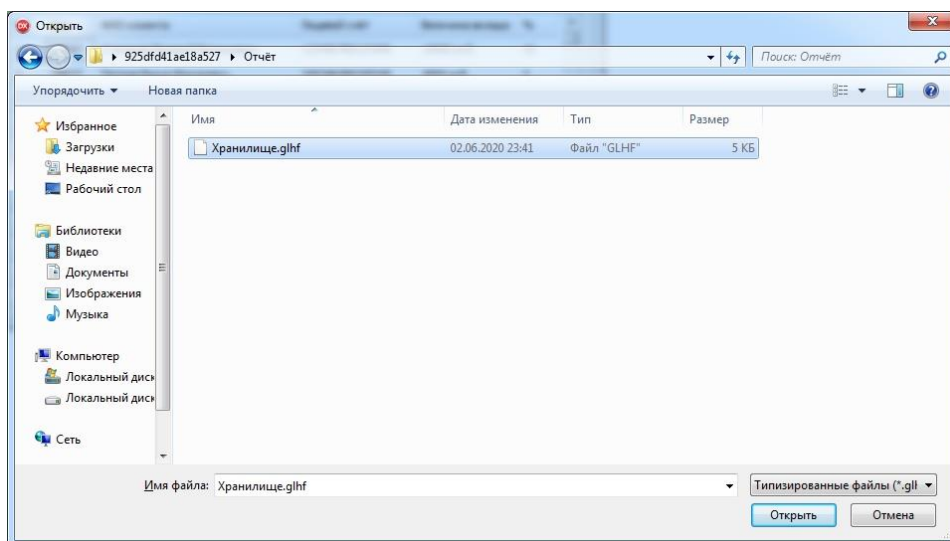 Открыть
925dfd41ae18a527 ▸ Отчёт
Поиск: Отчёт
Упорядочить
Новая папка
Избранное
Загрузки
Недавние места
Рабочий стол
Библиотеки
Видео
Документы
Изображения
Музыка
Компьютер
Локальный диск
Локальный диск
Сеть
Имя Дата изменения Тип Размер
Хранилище.glhf 02.06.2020 23:41 Файл "GLHF" 5 КБ
Имя файла: Хранилище.glhf
Типизированные файлы (*.glh
Открыть
Отмена